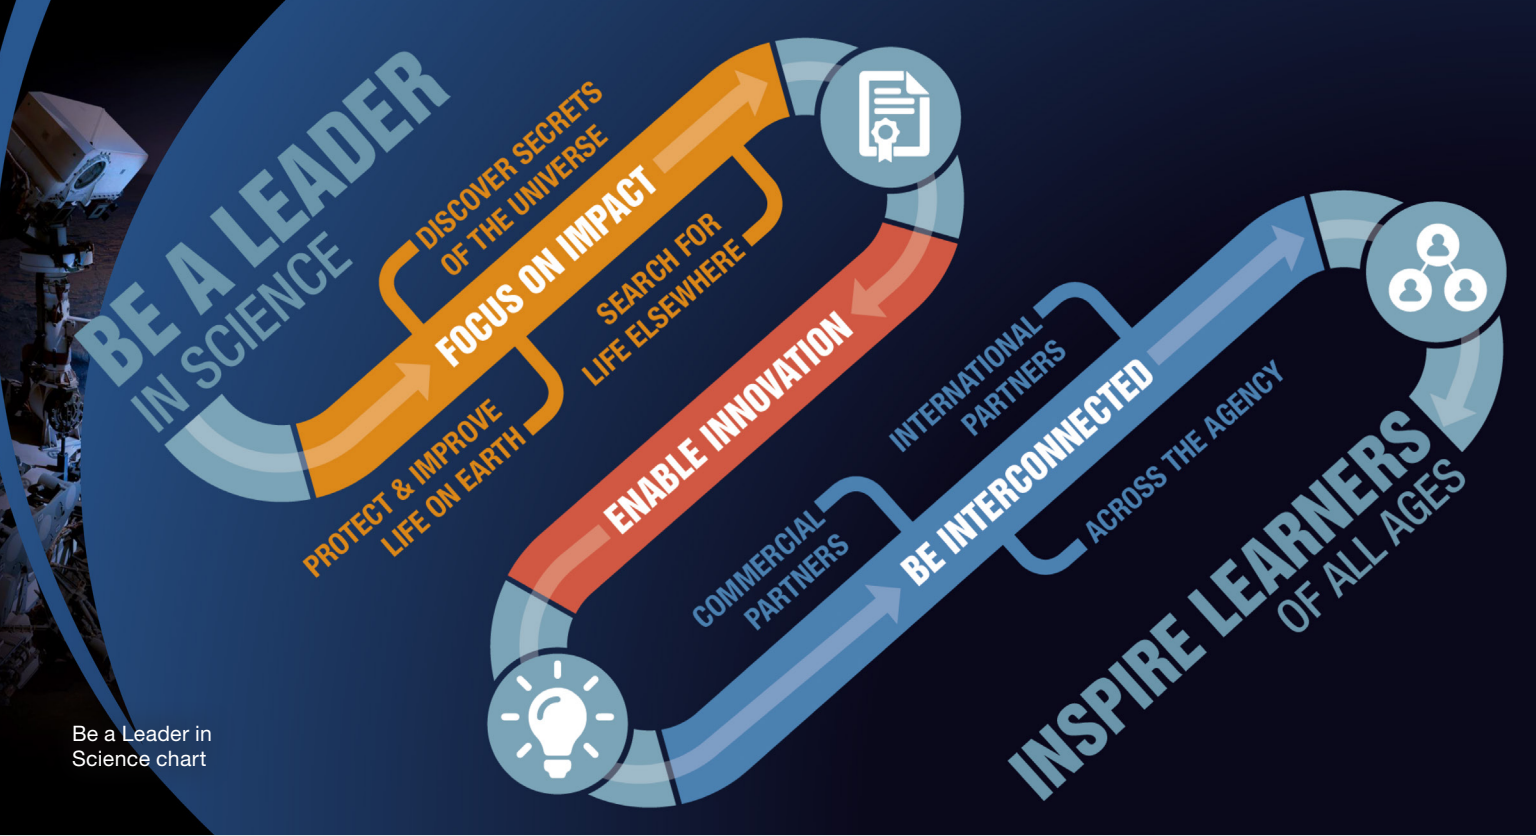 BE A LEADER
IN SCIENCE
DISCOVER SECRETS
OF THE UNIVERSE
FOCUS ON IMPACT
SEARCH FOR
LIFE ELSEWHERE
PROTECT & IMPROVE
LIFE ON EARTH
ENABLE INNOVATION
INTERNATIONAL
PARTNERS
COMMERCIAL
PARTNERS
BE INTERCONNECTED
ACROSS THE AGENCY
INSPIRE LEARNERS
OF ALL AGES
Be a Leader in
Science chart